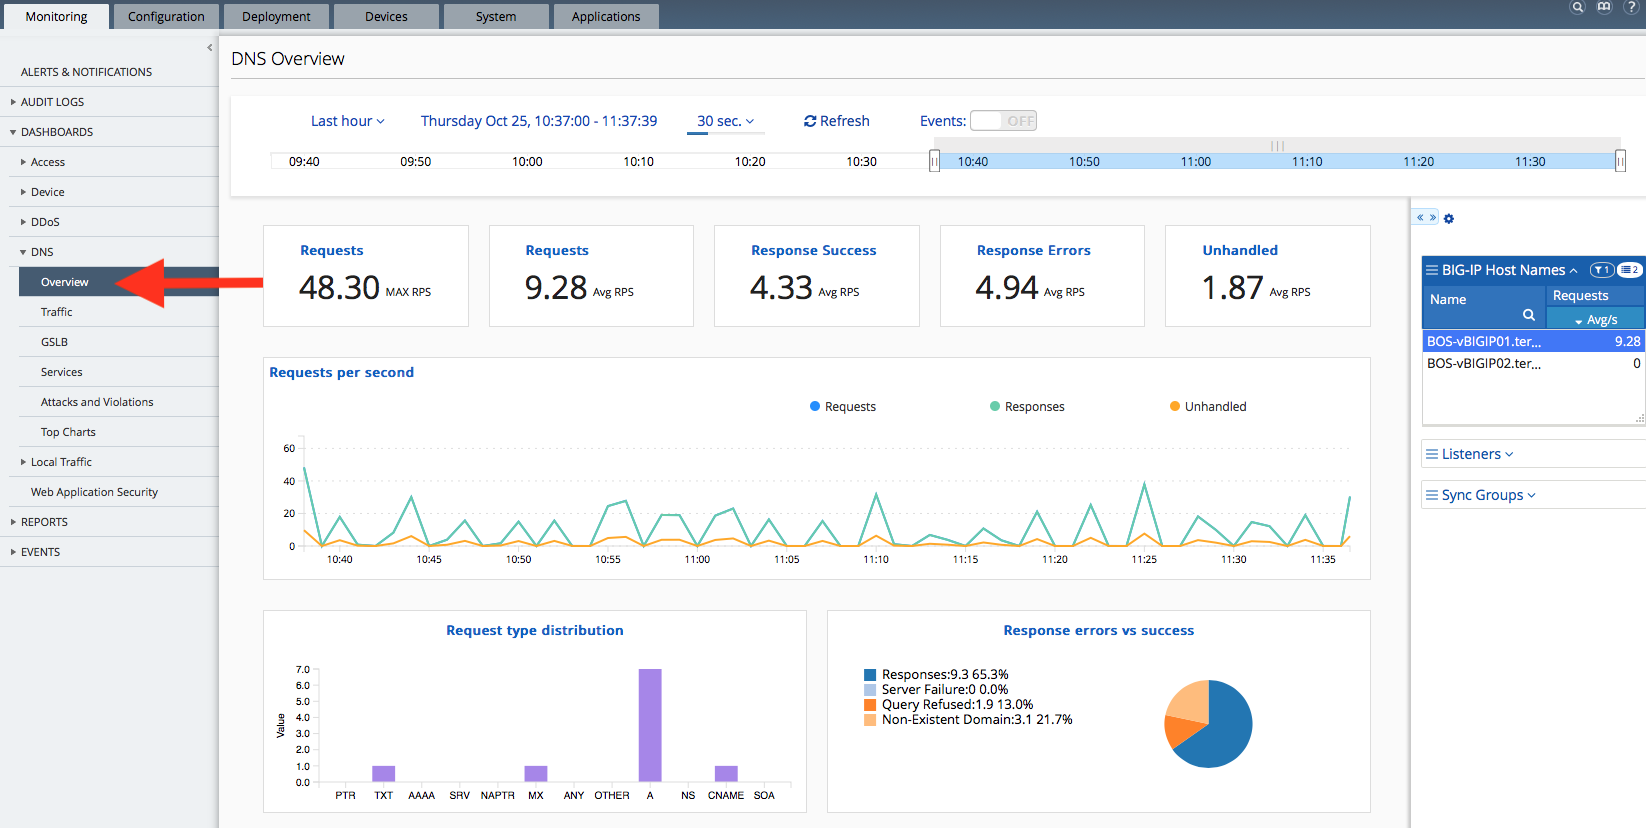 Monitoring Configuration Deployment Devices System Applications
?
ALERTS & NOTIFICATIONS
AUDIT LOGS
DASHBOARDS
Access
Device
DDoS
DNS
Overview
Traffic
GSLB
Services
Attacks and Violations
Top Charts
Local Traffic
Web Application Security
REPORTS
EVENTS
DNS Overview
Last hour Thursday Oct 25, 10:37:00 - 11:37:39 30 sec. Refresh Events: OFF
09:40 09:50 10:00 10:10 10:20 10:30 10:40 10:50 11:00 11:10 11:20 11:30
Requests
48.30 MAX RPS
Requests
9.28 Avg RPS
Response Success
4.33 Avg RPS
Response Errors
4.94 Avg RPS
Unhandled
1.87 Avg RPS
Requests per second
Requests Responses Unhandled
60
40
20
0
10:40 10:45 10:50 10:55 11:00 11:05 11:10 11:15 11:20 11:25 11:30 11:35
Request type distribution
7.0
6.0
5.0
4.0
3.0
2.0
1.0
0.0
Value
PTR TXT AAAA SRV NAPTR MX ANY OTHER A NS CNAME SOA
Response errors vs success
Responses:9.3 65.3%
Server Failure:0 0.0%
Query Refused:1.9 13.0%
Non-Existent Domain:3.1 21.7%
« »
BIG-IP Host Names 1 2
Name Requests
Avg/s
BOS-vBIGIP01.ter... 9.28
BOS-vBIGIP02.ter... 0
Listeners
Sync Groups